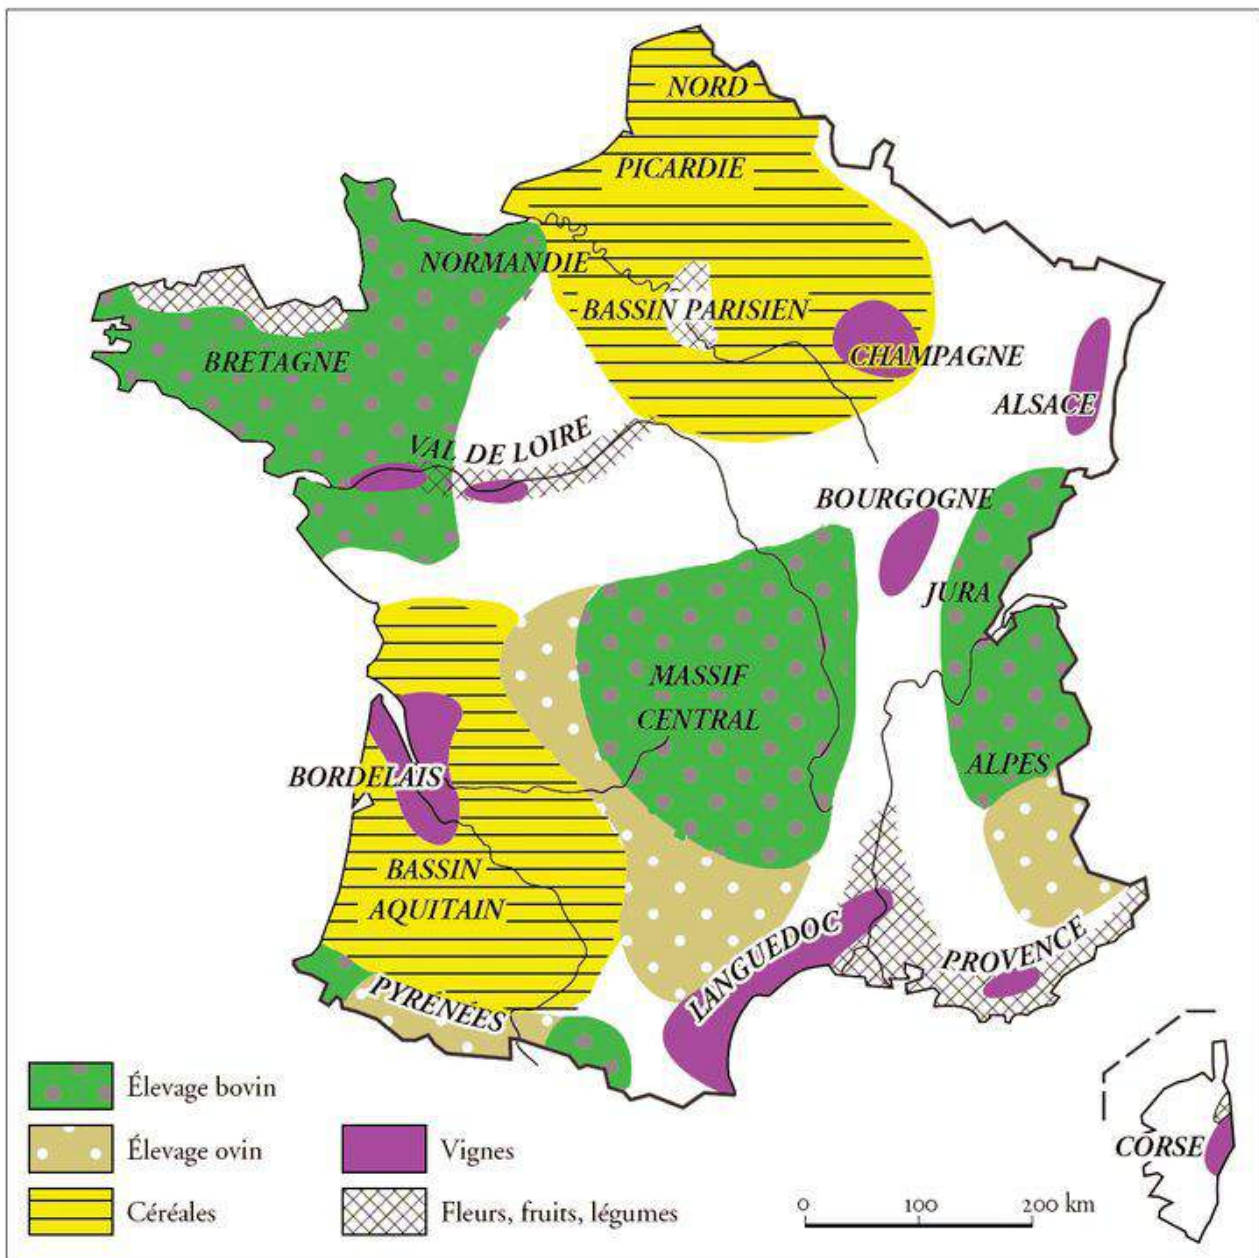 NORD
PICARDIE
NORMANDIE
BASSIN PARISIEN
BRETAGNE
CHAMPAGNE
ALSACE
VAL DE LOIRE
BOURGOGNE
JURA
MASSIF
CENTRAL
ALPES
BORDELAIS
BASSIN
AQUITAIN
LANGUEDOC
PROVENCE
PYRÉNÉES
CORSE
Élevage bovin
Élevage ovin
Céréales
Vignes
Fleurs, fruits, légumes
0 100 200 km